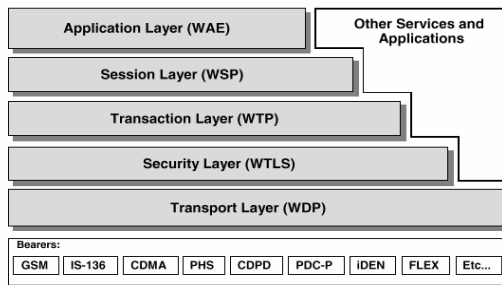 Application Layer (WAE)
Other Services and
Applications
Session Layer (WSP)
Transaction Layer (WTP)
Security Layer (WTLS)
Transport Layer (WDP)
Bearers:
GSM IS-136 CDMA PHS CDPD PDC-P iDEN FLEX Etc...